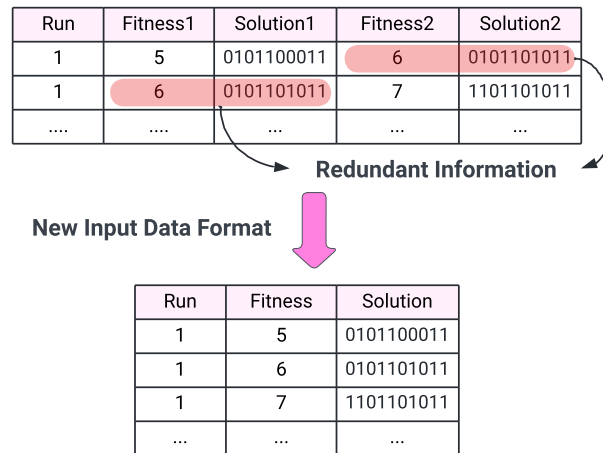 Run Fitness1 Solution1 Fitness2 Solution2
1 5 0101100011 6 0101101011
1 6 0101101011 7 1101101011
.... .... ... ... ...
Redundant Information
New Input Data Format
Run Fitness Solution
1 5 0101100011
1 6 0101101011
1 7 1101101011
... ... ...